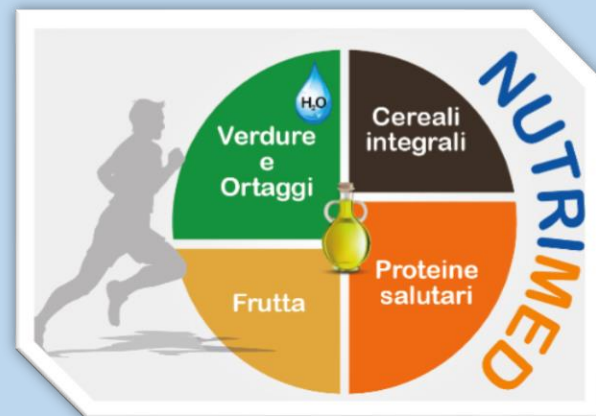 H₂O
Verdure
e
Ortaggi
Cereali
integrali
Frutta
Proteine
salutari
NUTRIMED